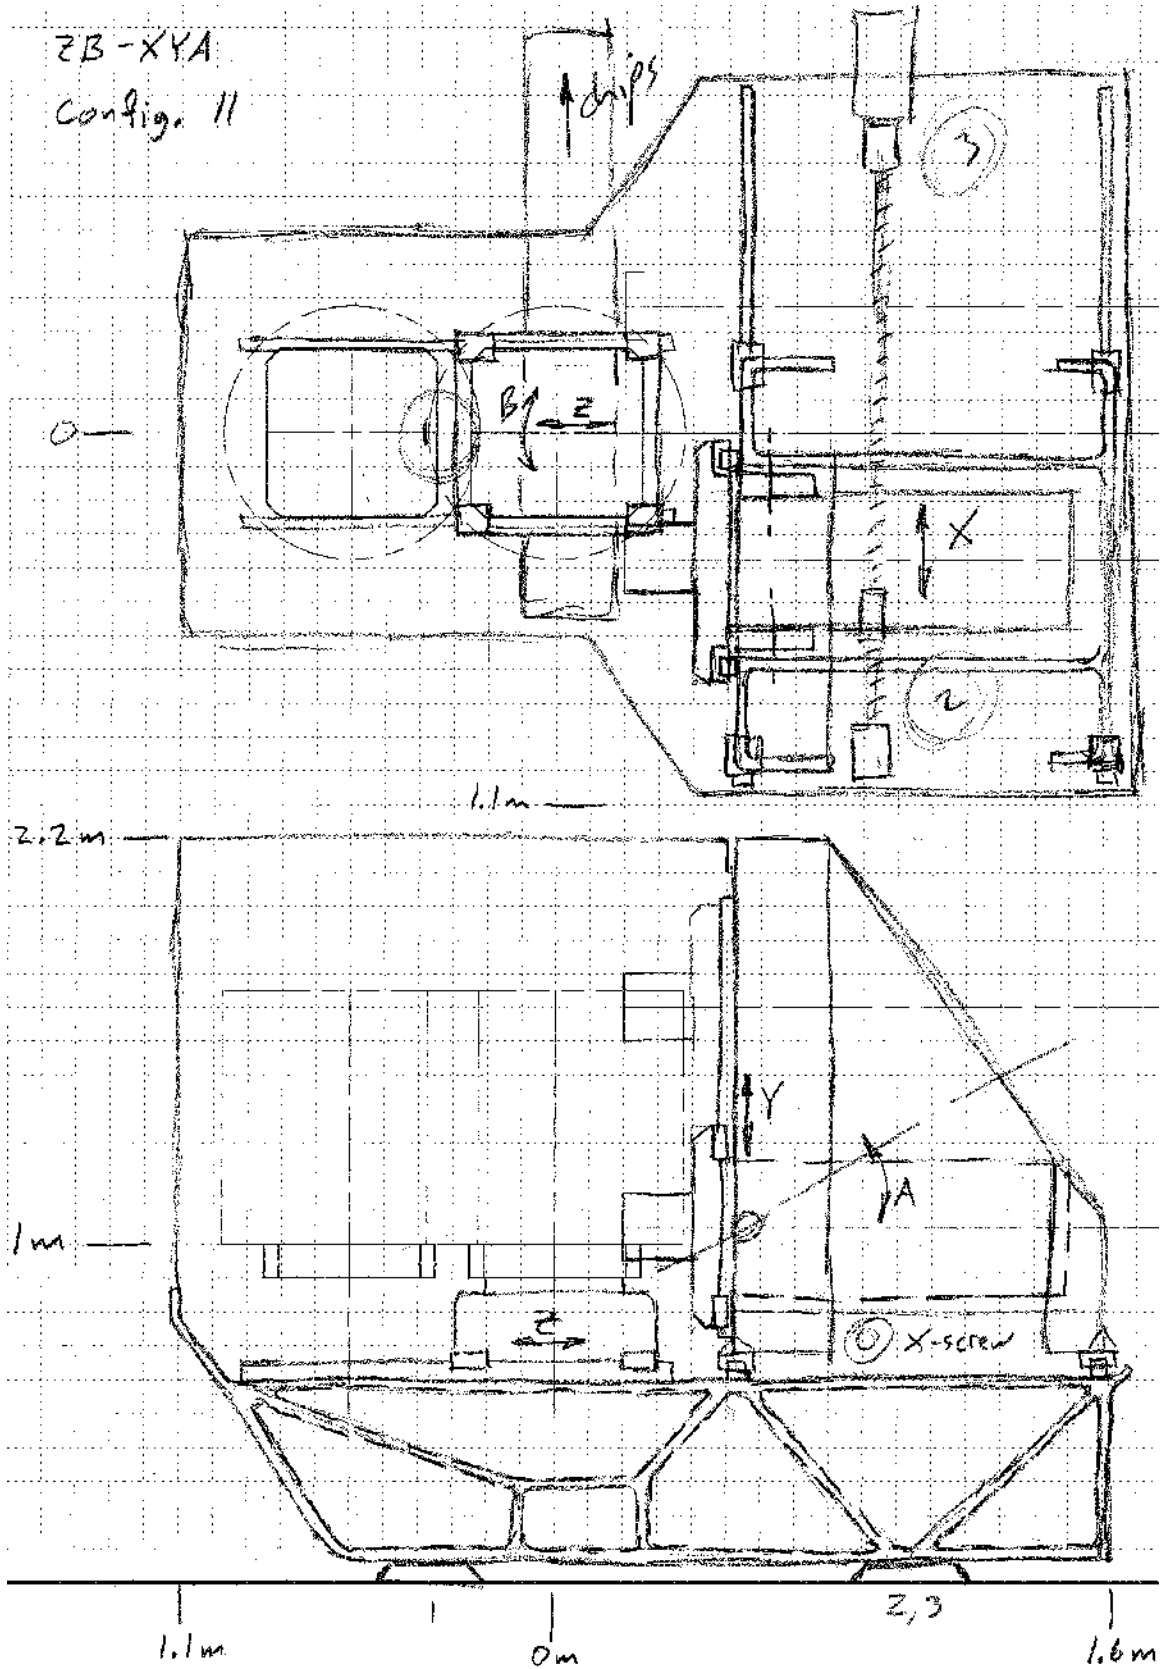 ZB-XYA
Config. 11
chips
3
B
Z
0
X
2
1.1m
2.2m
Y
A
1m
Z
X-screw
1
2,3
1.1m
0m
1.6m